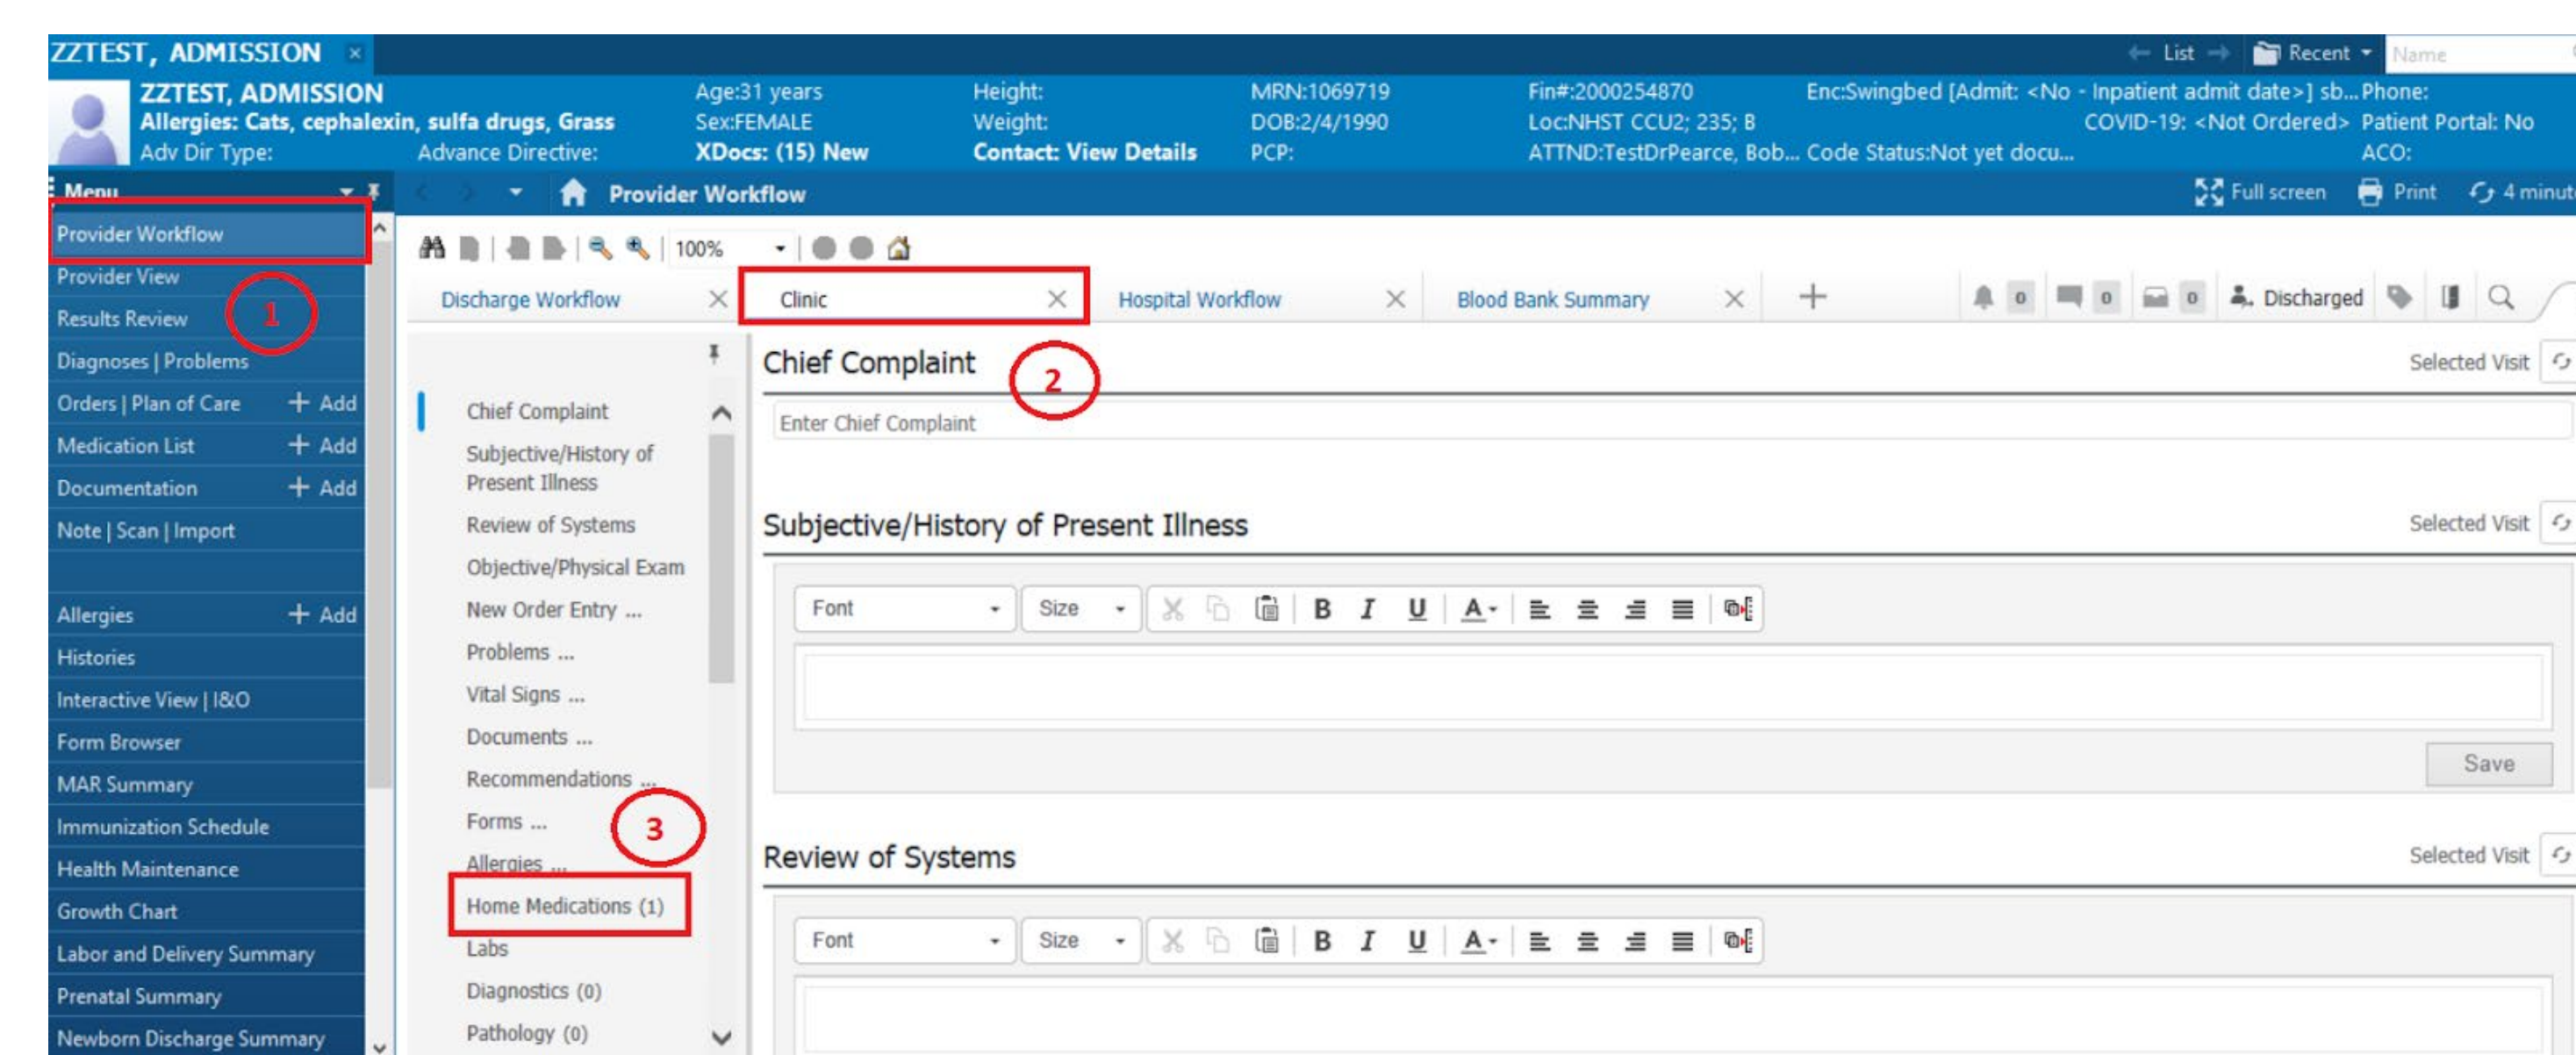 ZZTEST, ADMISSION
List
Recent
Name
ZZTEST, ADMISSION
Age:31 years
Height:
MRN:1069719
Fin#:2000254870
Enc:Swingbed [Admit: <No - Inpatient admit date>] sb...
Phone:
Allergies: Cats, cephalexin, sulfa drugs, Grass
Sex:FEMALE
Weight:
DOB:2/4/1990
Loc:NHST CCU2; 235; B
COVID-19: <Not Ordered>
Patient Portal: No
Adv Dir Type:
Advance Directive:
XDocs: (15) New
Contact: View Details
PCP:
ATTND:TestDrPearce, Bob...
Code Status:Not yet docu...
ACO:
Menu
Provider Workflow
Full screen
Print
4 minut
Provider Workflow
Provider View
Results Review
1
Diagnoses | Problems
Orders | Plan of Care + Add
Medication List + Add
Documentation + Add
Note | Scan | Import
Allergies + Add
Histories
Interactive View | I&O
Form Browser
MAR Summary
Immunization Schedule
Health Maintenance
Growth Chart
Labor and Delivery Summary
Prenatal Summary
Newborn Discharge Summary
100%
Discharge Workflow
Clinic
Hospital Workflow
Blood Bank Summary
0
0
0
Discharged
Chief Complaint
Subjective/History of
Present Illness
Review of Systems
Objective/Physical Exam
New Order Entry ...
Problems ...
Vital Signs ...
Documents ...
Recommendations ...
Forms ...
3
Allergies ...
Home Medications (1)
Labs
Diagnostics (0)
Pathology (0)
Chief Complaint
2
Selected Visit
Enter Chief Complaint
Subjective/History of Present Illness
Selected Visit
Font Size B I U A
Save
Review of Systems
Selected Visit
Font Size B I U A